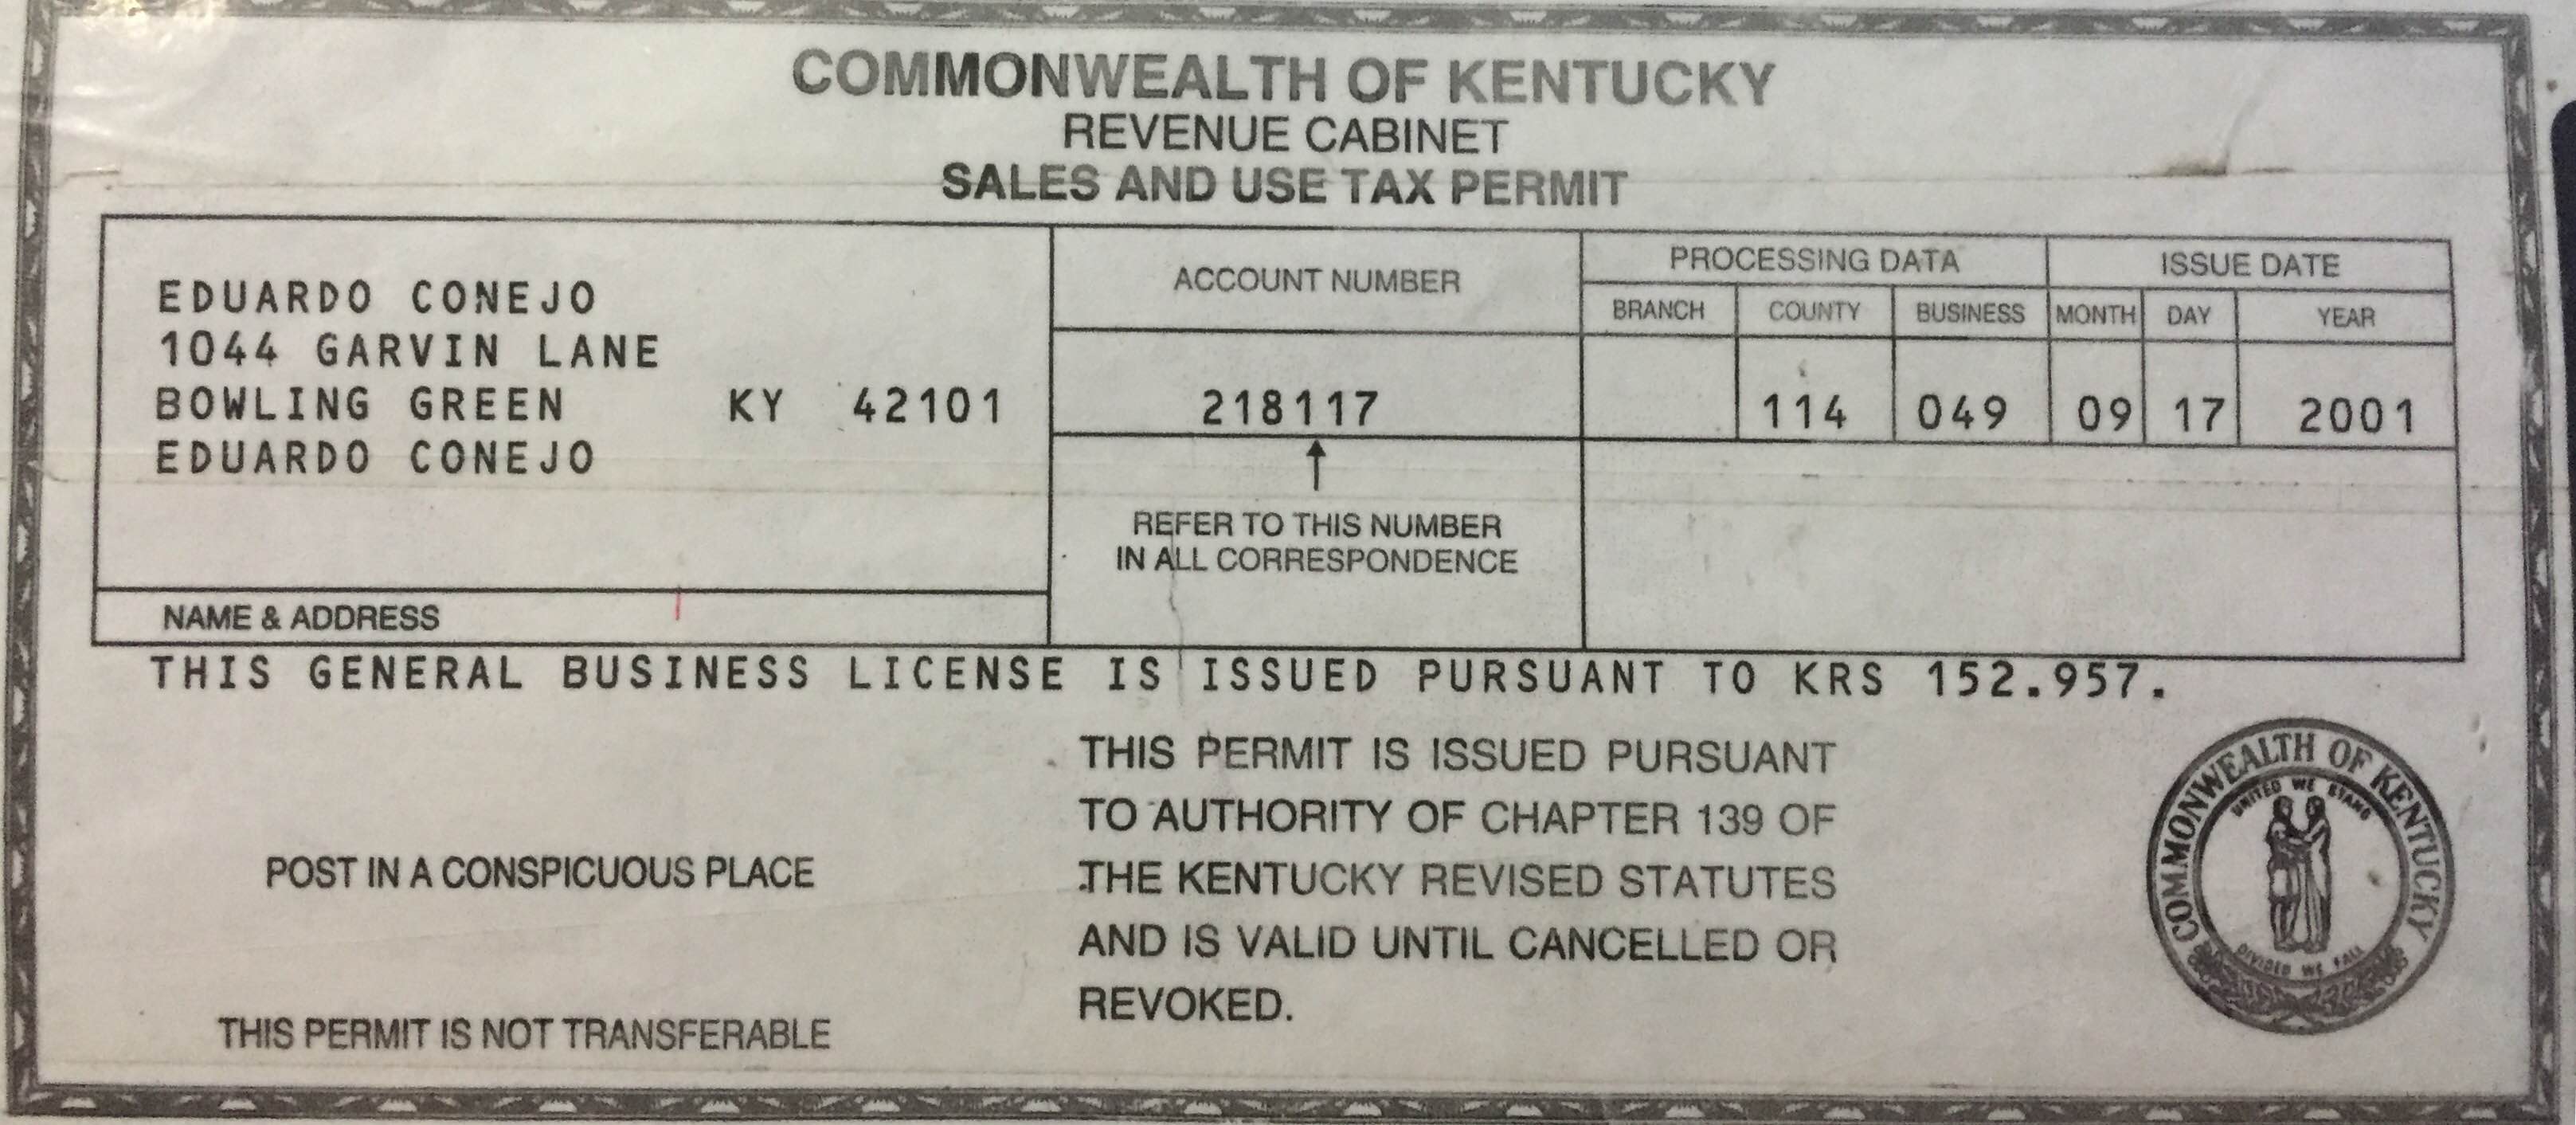 COMMONWEALTH OF KENTUCKY
REVENUE CABINET
SALES AND USE TAX PERMIT
EDUARDO CONEJO
1044 GARVIN LANE
BOWLING GREEN KY 42101
EDUARDO CONEJO
NAME & ADDRESS
ACCOUNT NUMBER
218117
REFER TO THIS NUMBER
IN ALL CORRESPONDENCE
PROCESSING DATA ISSUE DATE
BRANCH COUNTY BUSINESS MONTH DAY YEAR
114 049 09 17 2001
THIS GENERAL BUSINESS LICENSE IS ISSUED PURSUANT TO KRS 152.957.
POST IN A CONSPICUOUS PLACE
THIS PERMIT IS NOT TRANSFERABLE
THIS PERMIT IS ISSUED PURSUANT
TO AUTHORITY OF CHAPTER 139 OF
THE KENTUCKY REVISED STATUTES
AND IS VALID UNTIL CANCELLED OR
REVOKED.
COMMONWEALTH OF KENTUCKY
UNITED WE STAND
DIVIDED WE FALL